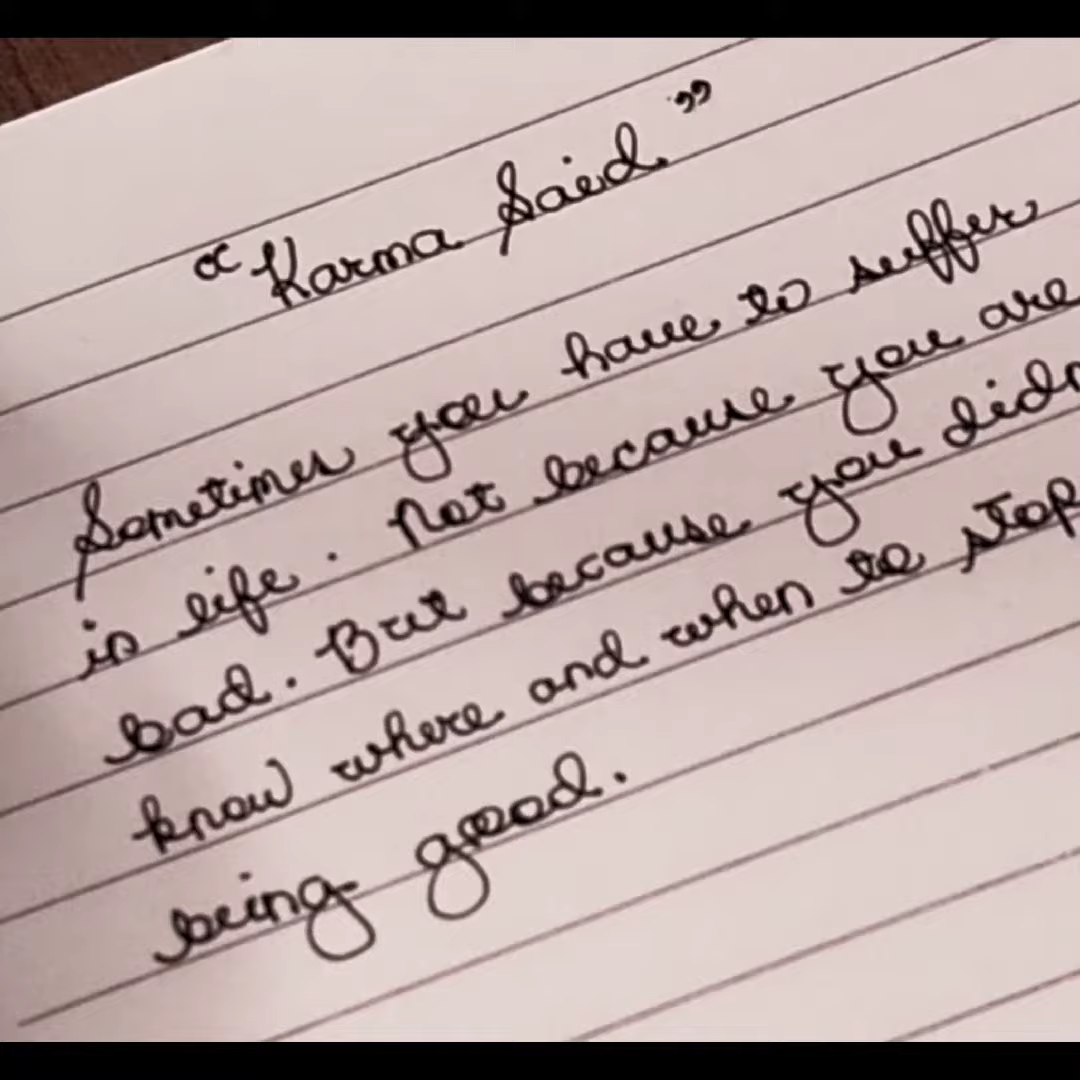 “Karma Said”
Sometimes you have to suffer
in life. Not because you are
bad. But because you didn
know where and when to stop
being good.